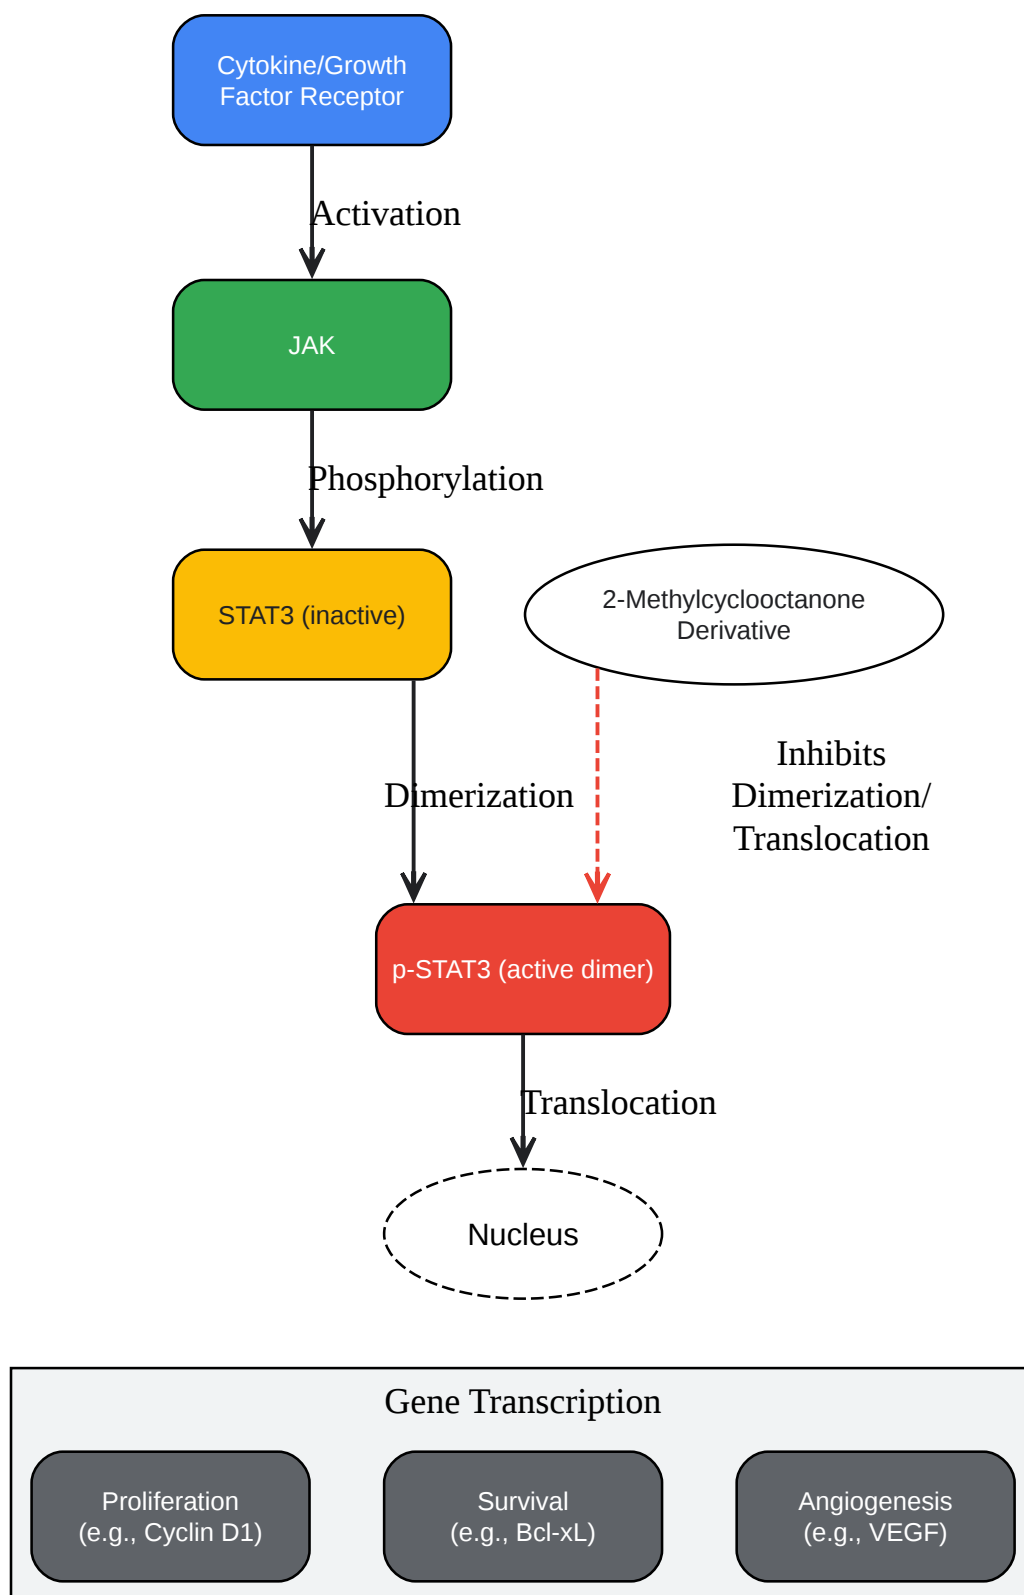 Cytokine/Growth
Factor Receptor
Activation
JAK
Phosphorylation
STAT3 (inactive)
2-Methylcyclooctanone
Derivative
Dimerization
Inhibits
Dimerization/
Translocation
p-STAT3 (active dimer)
Translocation
Nucleus
Gene Transcription
Proliferation
(e.g., Cyclin D1)
Survival
(e.g., Bcl-xL)
Angiogenesis
(e.g., VEGF)